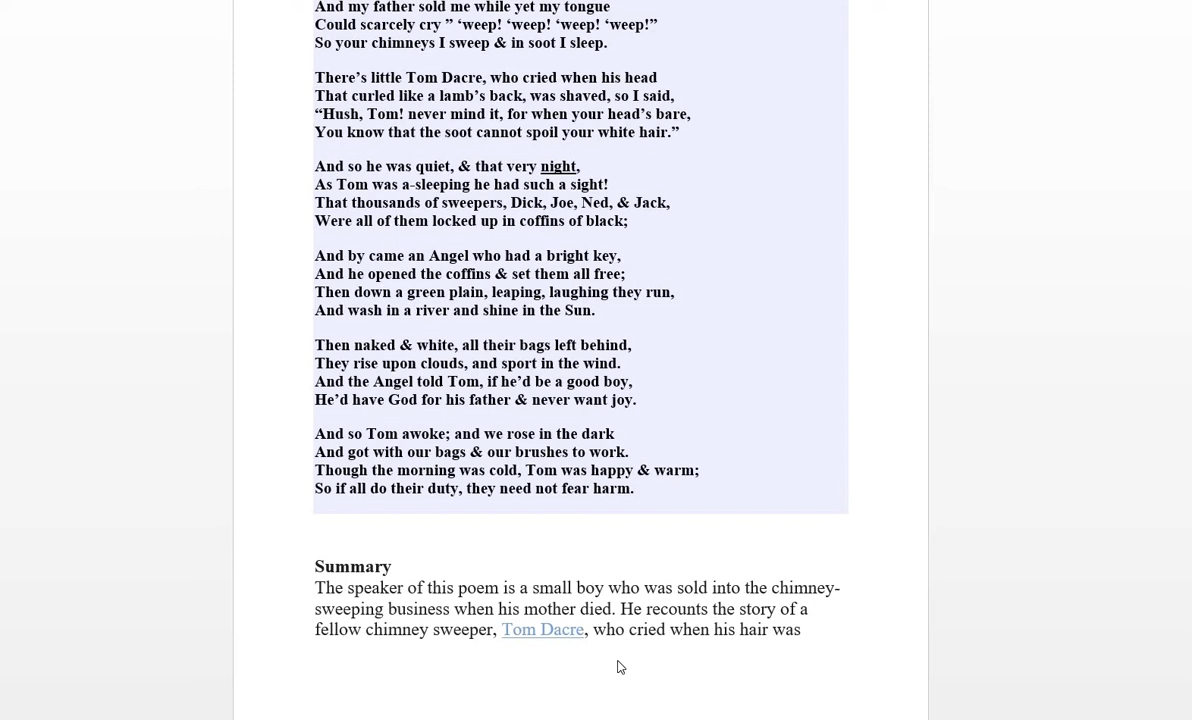 And my father sold me while yet my tongue
Could scarcely cry ” ‘weep! ‘weep! ‘weep! ‘weep!”
So your chimneys I sweep & in soot I sleep.
There’s little Tom Dacre, who cried when his head
That curled like a lamb’s back, was shaved, so I said,
“Hush, Tom! never mind it, for when your head’s bare,
You know that the soot cannot spoil your white hair.”
And so he was quiet, & that very night,
As Tom was a-sleeping he had such a sight!
That thousands of sweepers, Dick, Joe, Ned, & Jack,
Were all of them locked up in coffins of black;
And by came an Angel who had a bright key,
And he opened the coffins & set them all free;
Then down a green plain, leaping, laughing they run,
And wash in a river and shine in the Sun.
Then naked & white, all their bags left behind,
They rise upon clouds, and sport in the wind.
And the Angel told Tom, if he’d be a good boy,
He’d have God for his father & never want joy.
And so Tom awoke; and we rose in the dark
And got with our bags & our brushes to work.
Though the morning was cold, Tom was happy & warm;
So if all do their duty, they need not fear harm.
Summary
The speaker of this poem is a small boy who was sold into the chimney-
sweeping business when his mother died. He recounts the story of a
fellow chimney sweeper, Tom Dacre, who cried when his hair was